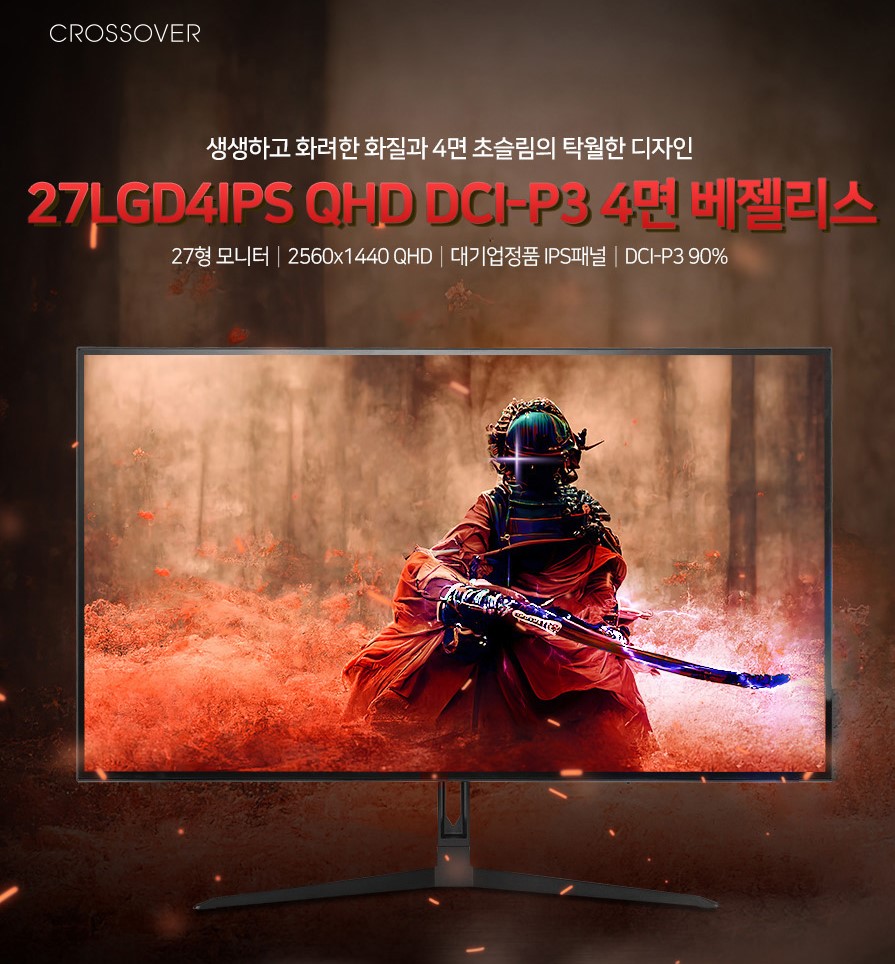 CROSSOVER
생생하고 화려한 화질과 4면 초슬림의 탁월한 디자인
27LGD4IPS QHD DCI-P3 4면 베젤리스
27형 모니터 | 2560x1440 QHD | 대기업정품 IPS패널 | DCI-P3 90%